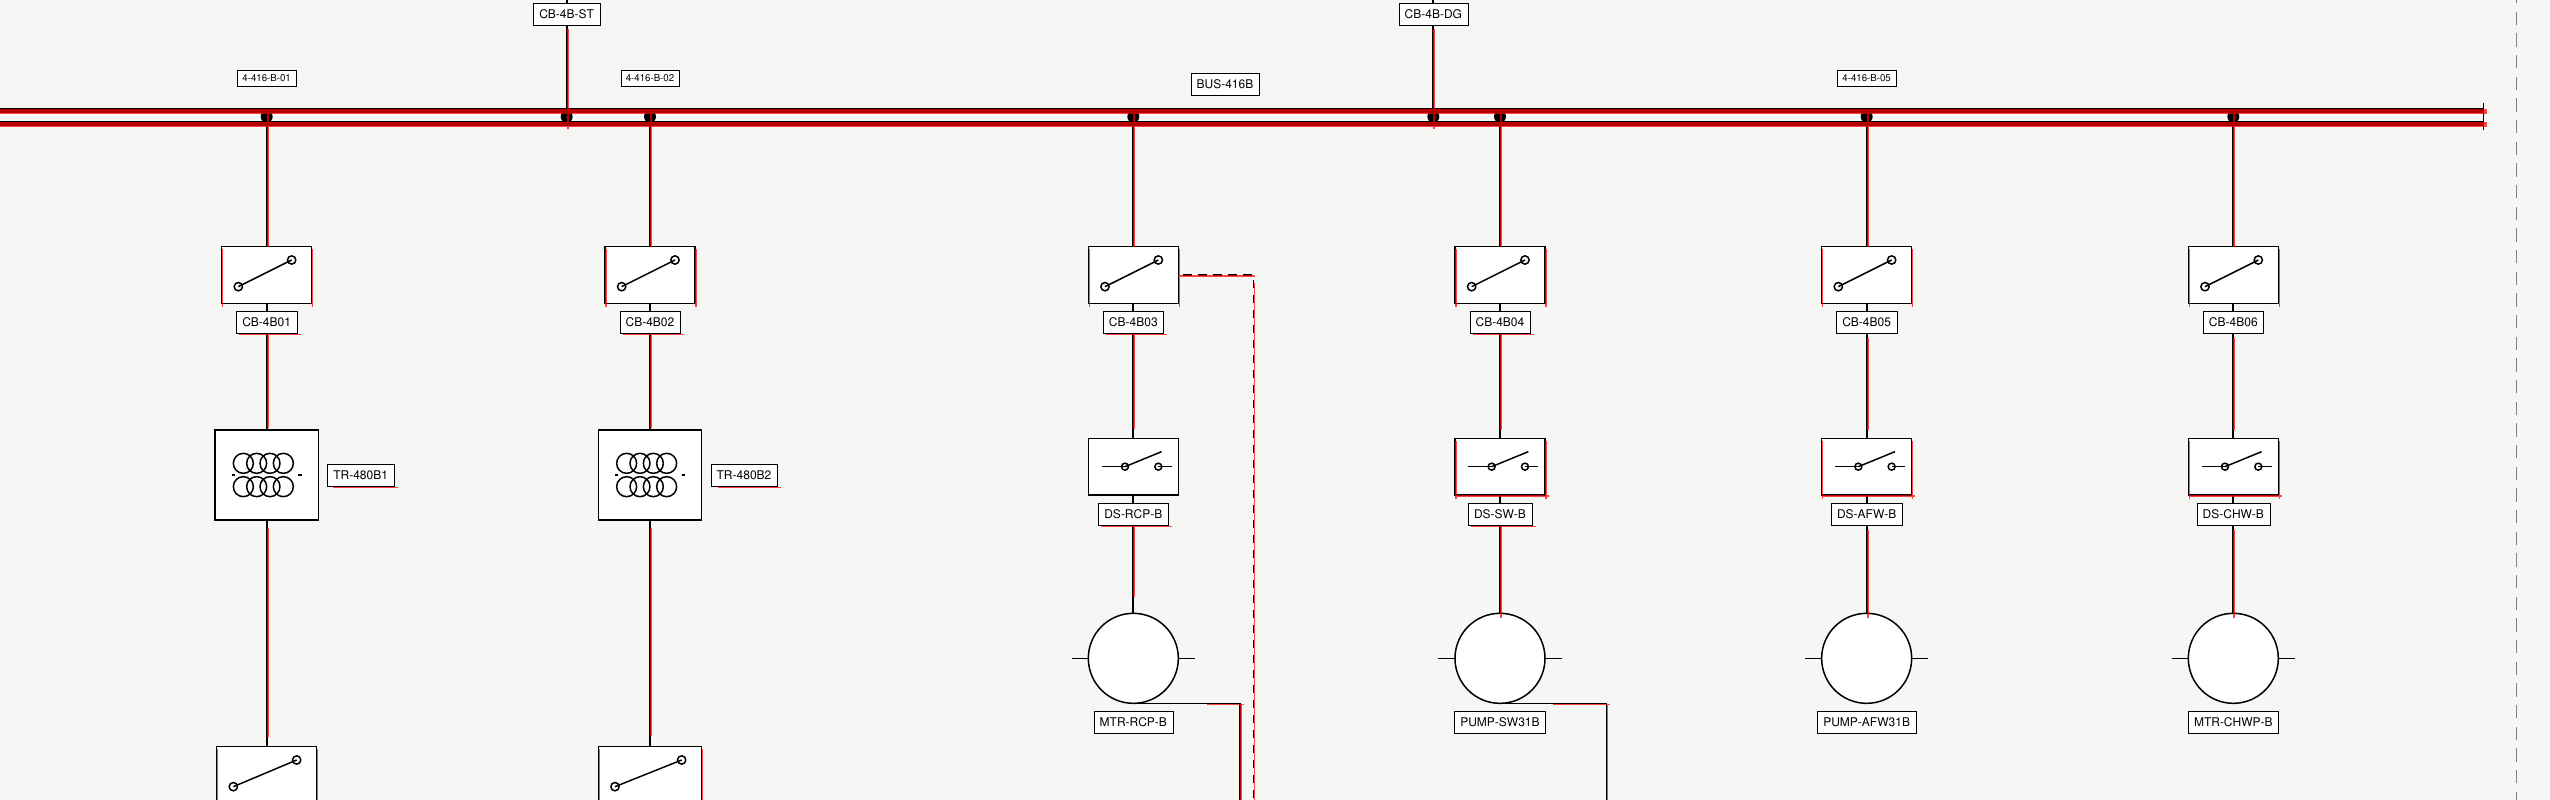 CB-4B-ST
CB-4B-DG
4-416-B-01
4-416-B-02
BUS-416B
4-416-B-05
CB-4B01
CB-4B02
CB-4B03
CB-4B04
CB-4B05
CB-4B06
TR-480B1
TR-480B2
DS-RCP-B
DS-SW-B
DS-AFW-B
DS-CHW-B
MTR-RCP-B
PUMP-SW31B
PUMP-AFW31B
MTR-CHWP-B